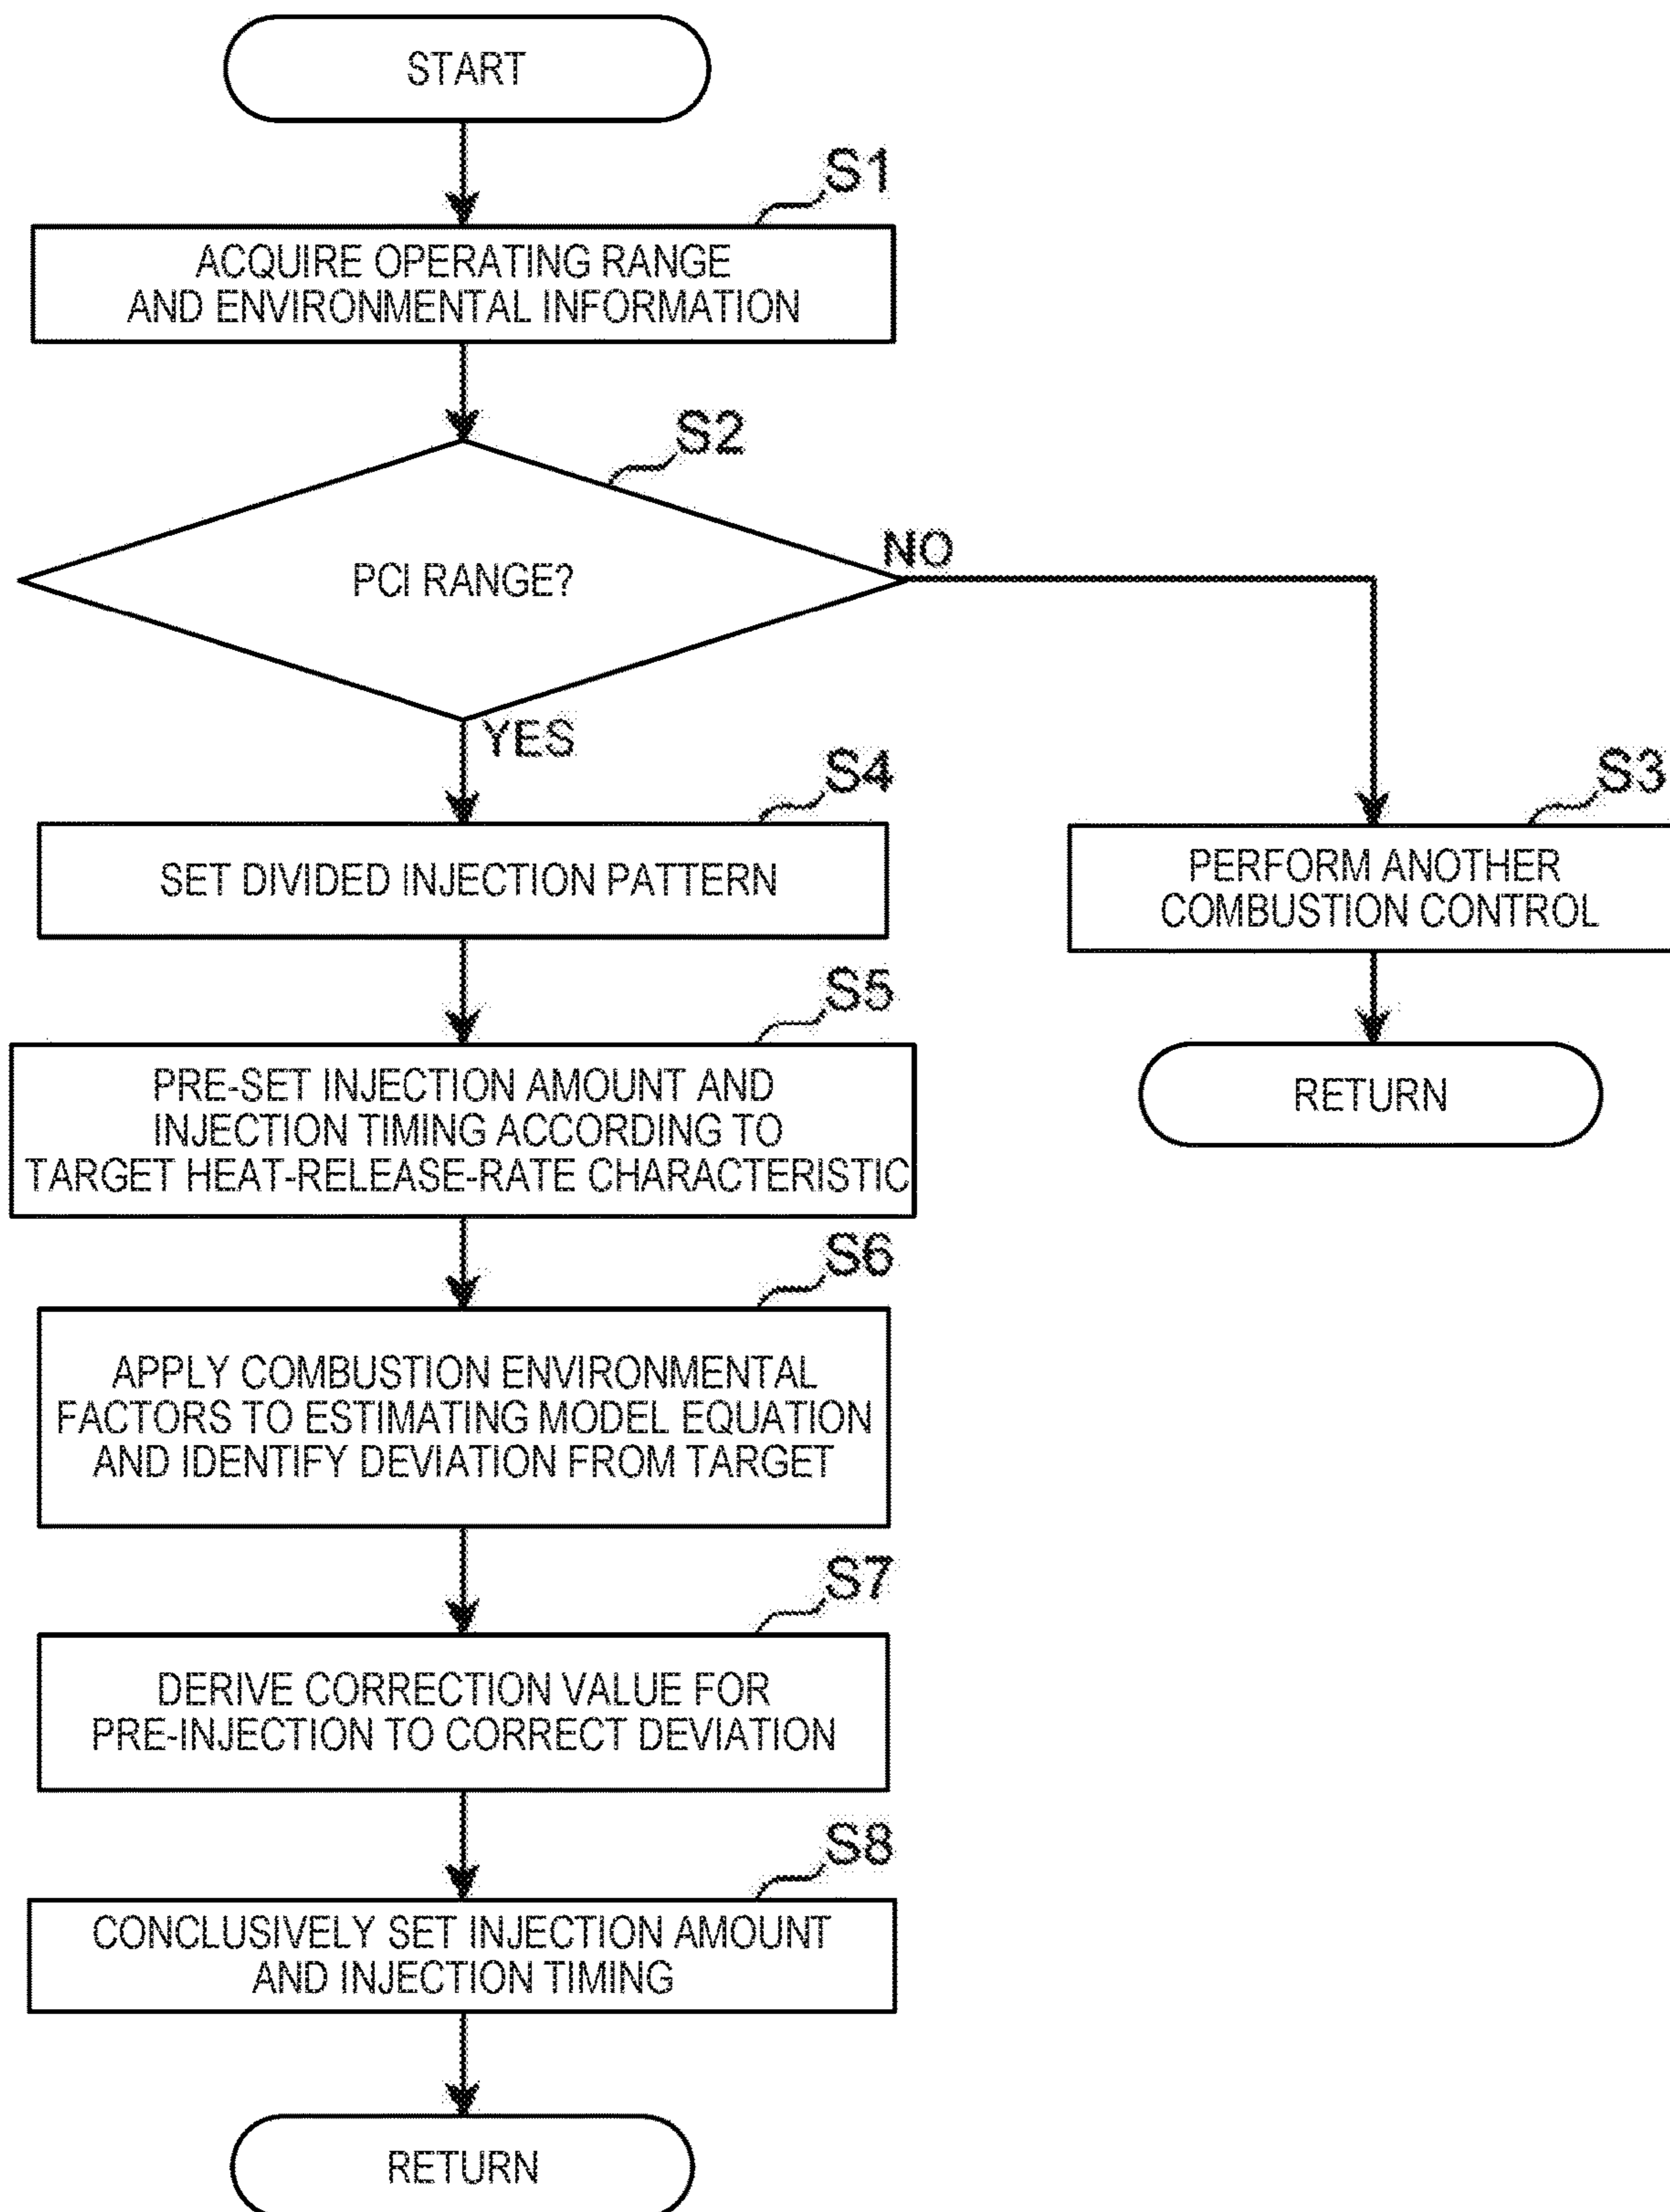 START
S1
ACQUIRE OPERATING RANGE
AND ENVIRONMENTAL INFORMATION
S2
PCI RANGE?
NO
YES
S4
SET DIVIDED INJECTION PATTERN
S3
PERFORM ANOTHER
COMBUSTION CONTROL
RETURN
S5
PRE-SET INJECTION AMOUNT AND
INJECTION TIMING ACCORDING TO
TARGET HEAT-RELEASE-RATE CHARACTERISTIC
S6
APPLY COMBUSTION ENVIRONMENTAL
FACTORS TO ESTIMATING MODEL EQUATION
AND IDENTIFY DEVIATION FROM TARGET
S7
DERIVE CORRECTION VALUE FOR
PRE-INJECTION TO CORRECT DEVIATION
S8
CONCLUSIVELY SET INJECTION AMOUNT
AND INJECTION TIMING
RETURN